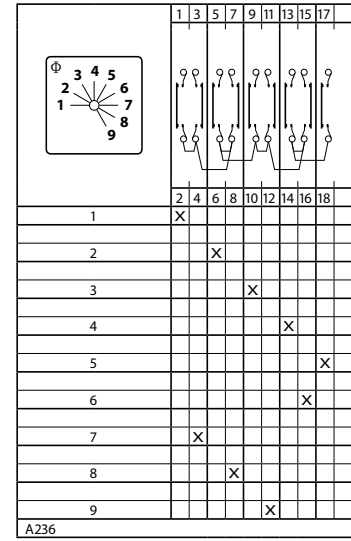 1 3 5 7 9 11 13 15 17
Φ
3 4 5
2 6
1 7
8
9
2 4 6 8 10 12 14 16 18
1 X
2 X
3 X
4 X
5 X
6 X
7 X
8 X
9 X
A236